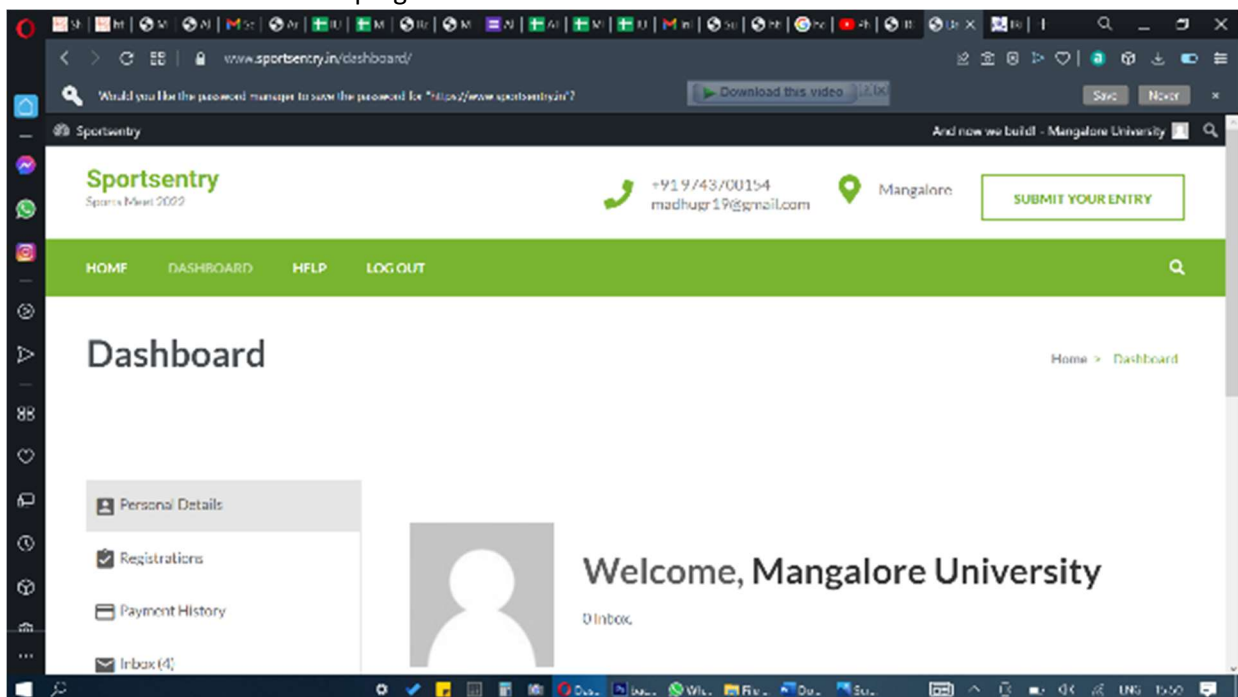 www.sportsentry.in/dashboard/
Would you like the password manager to save the password for "https://www.sportsentry.in"?
Download this video
Save
Never
Sportsentry
And now we build! - Mangalore University
Sportsentry
Sports Meet 2022
+91 9743700154
madhugr19@gmail.com
Mangalore
SUBMIT YOUR ENTRY
HOME
DASHBOARD
HELP
LOG OUT
Dashboard
Home > Dashboard
Personal Details
Registrations
Payment History
Inbox (4)
Welcome, Mangalore University
0 Inbox.
ENG